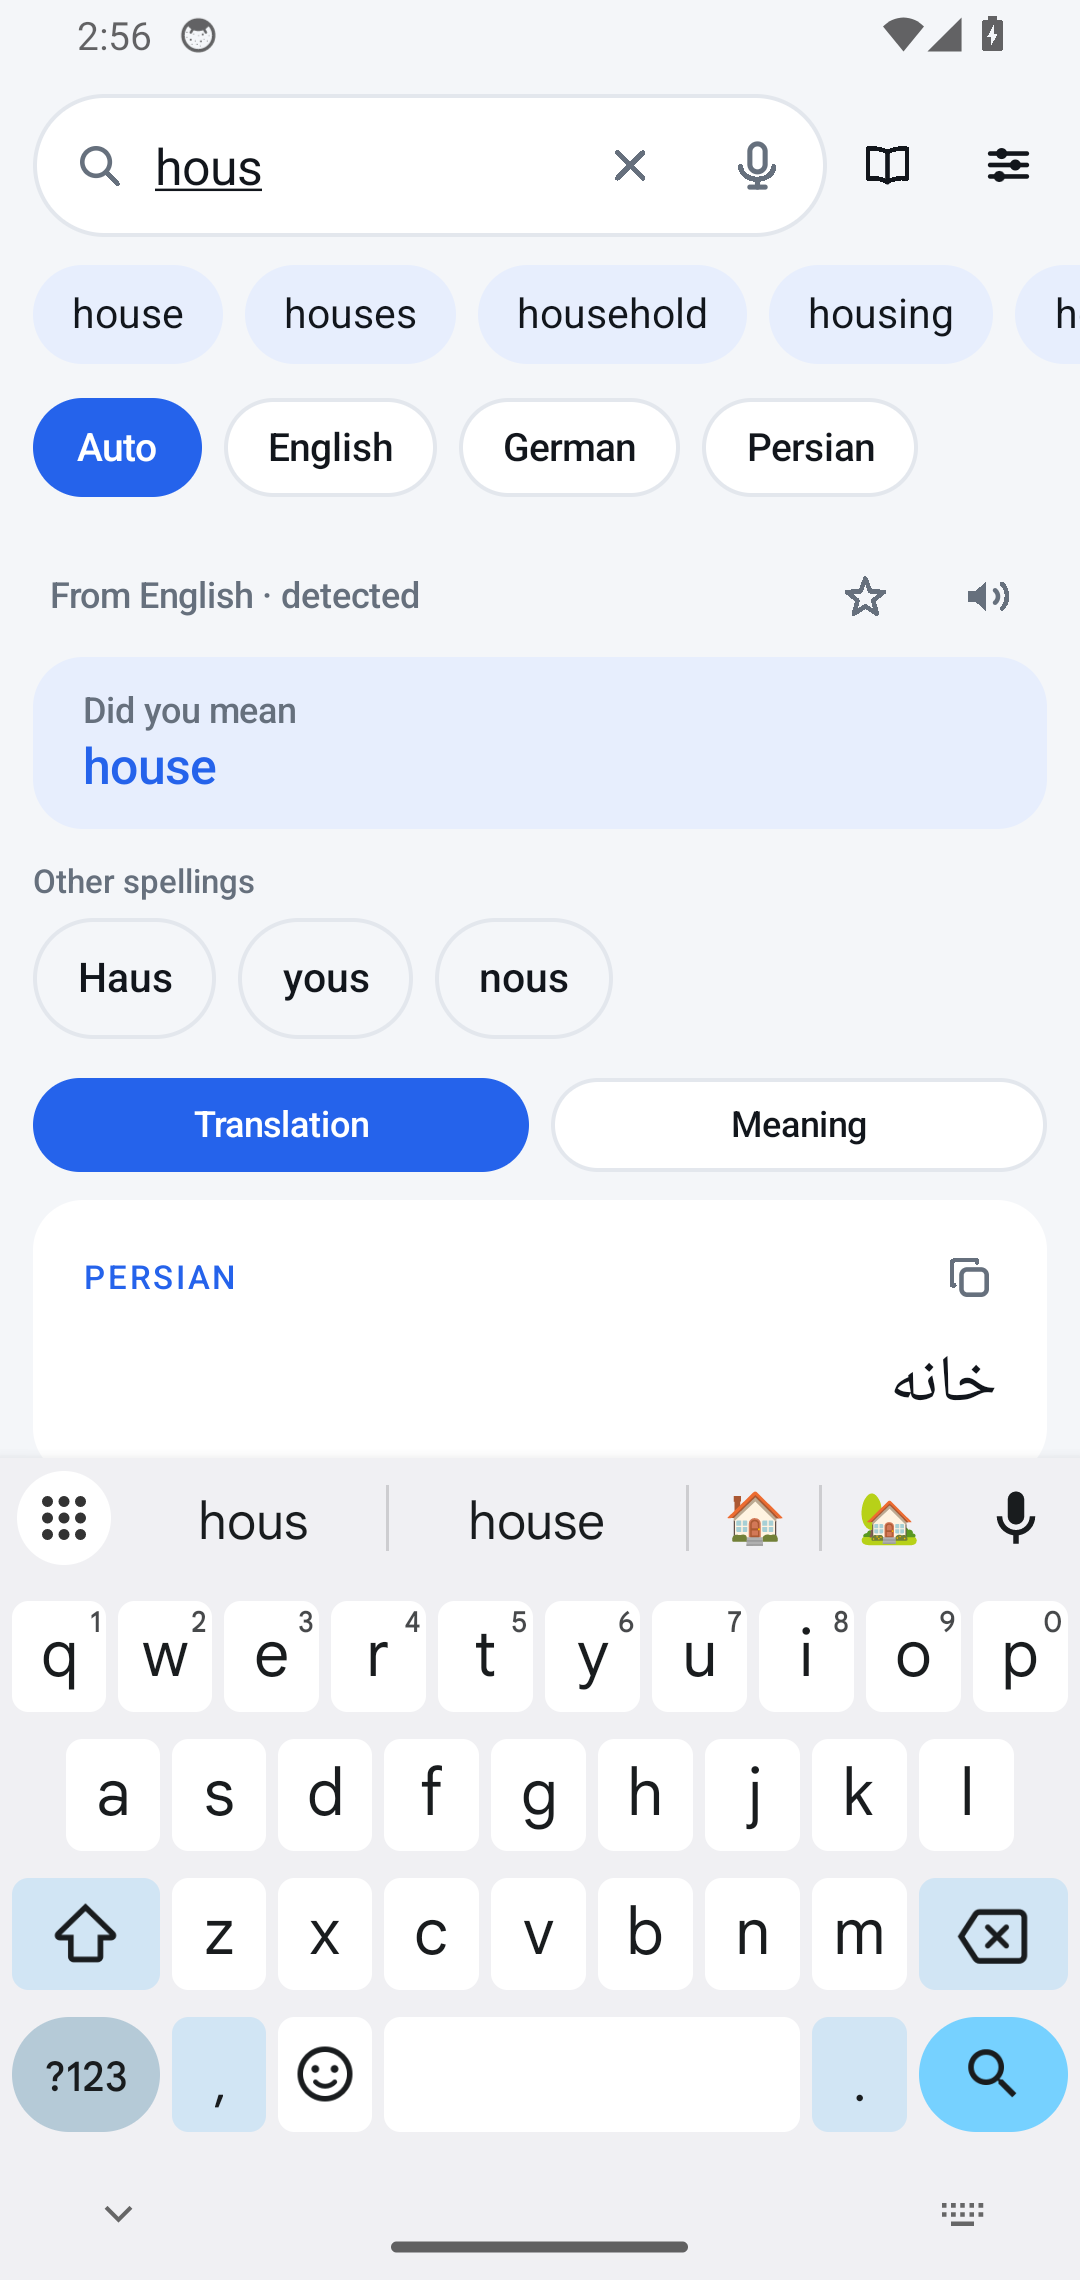 2:56
hous
house houses household housing h
Auto English German Persian
From English · detected
Did you mean
house
Other spellings
Haus yous nous
Translation Meaning
PERSIAN
خانه
hous house
q 1 w 2 e 3 r 4 t 5 y 6 u 7 i 8 o 9 p 0
a s d f g h j k l
z x c v b n m
?123 , .